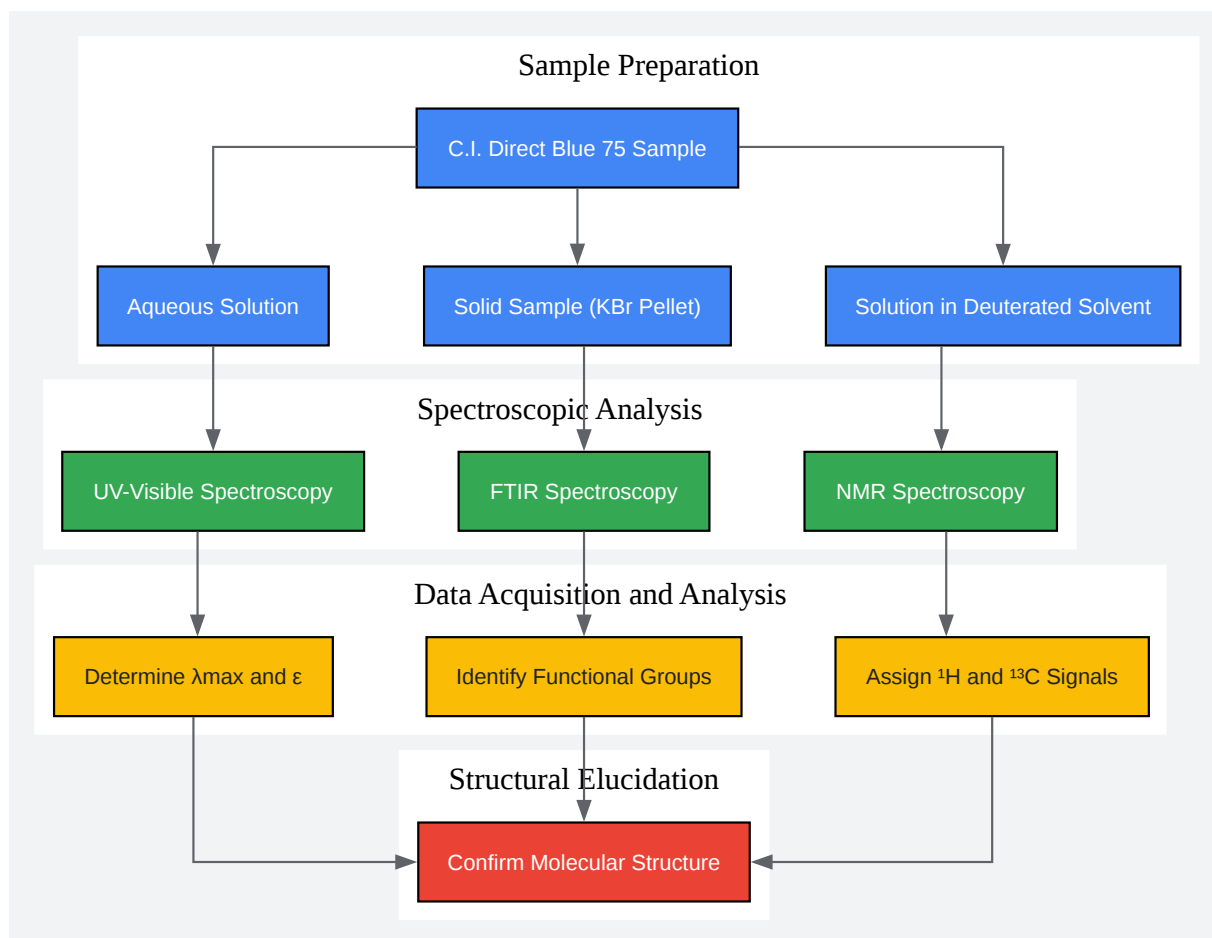 Sample Preparation
C.I. Direct Blue 75 Sample
Aqueous Solution
Solid Sample (KBr Pellet)
Solution in Deuterated Solvent
Spectroscopic Analysis
UV-Visible Spectroscopy
FTIR Spectroscopy
NMR Spectroscopy
Data Acquisition and Analysis
Determine λmax and ε
Identify Functional Groups
Assign ¹H and ¹³C Signals
Structural Elucidation
Confirm Molecular Structure